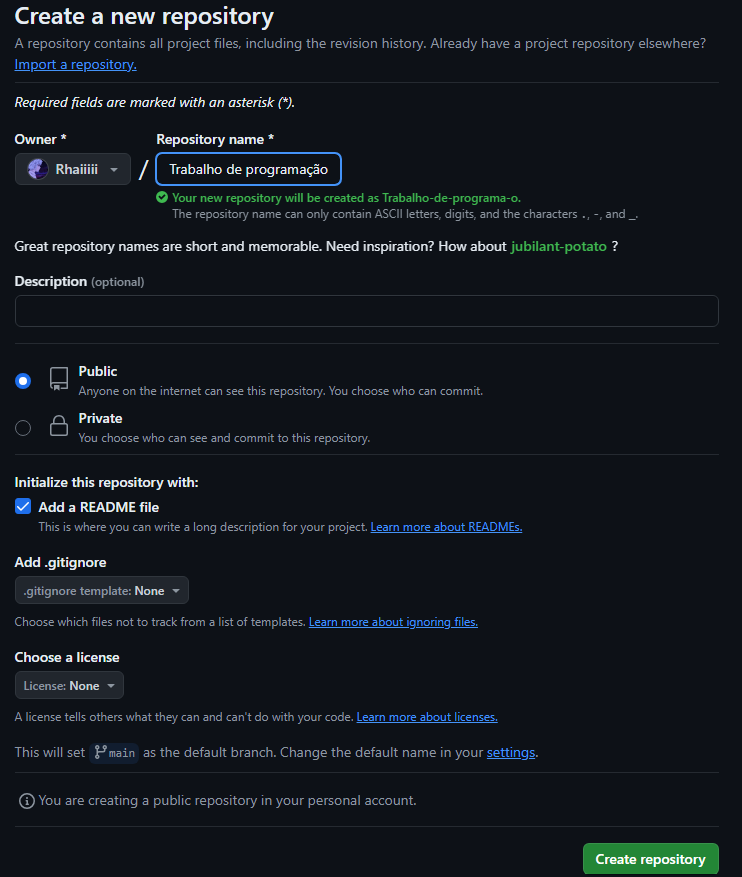 Create a new repository
A repository contains all project files, including the revision history. Already have a project repository elsewhere?
Import a repository.
Required fields are marked with an asterisk (*).
Owner * Repository name *
Rhaiiiii / Trabalho de programação
Your new repository will be created as Trabalho-de-programa-o.
The repository name can only contain ASCII letters, digits, and the characters ., -, and _.
Great repository names are short and memorable. Need inspiration? How about jubilant-potato ?
Description (optional)
Public
Anyone on the internet can see this repository. You choose who can commit.
Private
You choose who can see and commit to this repository.
Initialize this repository with:
Add a README file
This is where you can write a long description for your project. Learn more about READMEs.
Add .gitignore
.gitignore template: None
Choose which files not to track from a list of templates. Learn more about ignoring files.
Choose a license
License: None
A license tells others what they can and can't do with your code. Learn more about licenses.
This will set main as the default branch. Change the default name in your settings.
You are creating a public repository in your personal account.
Create repository